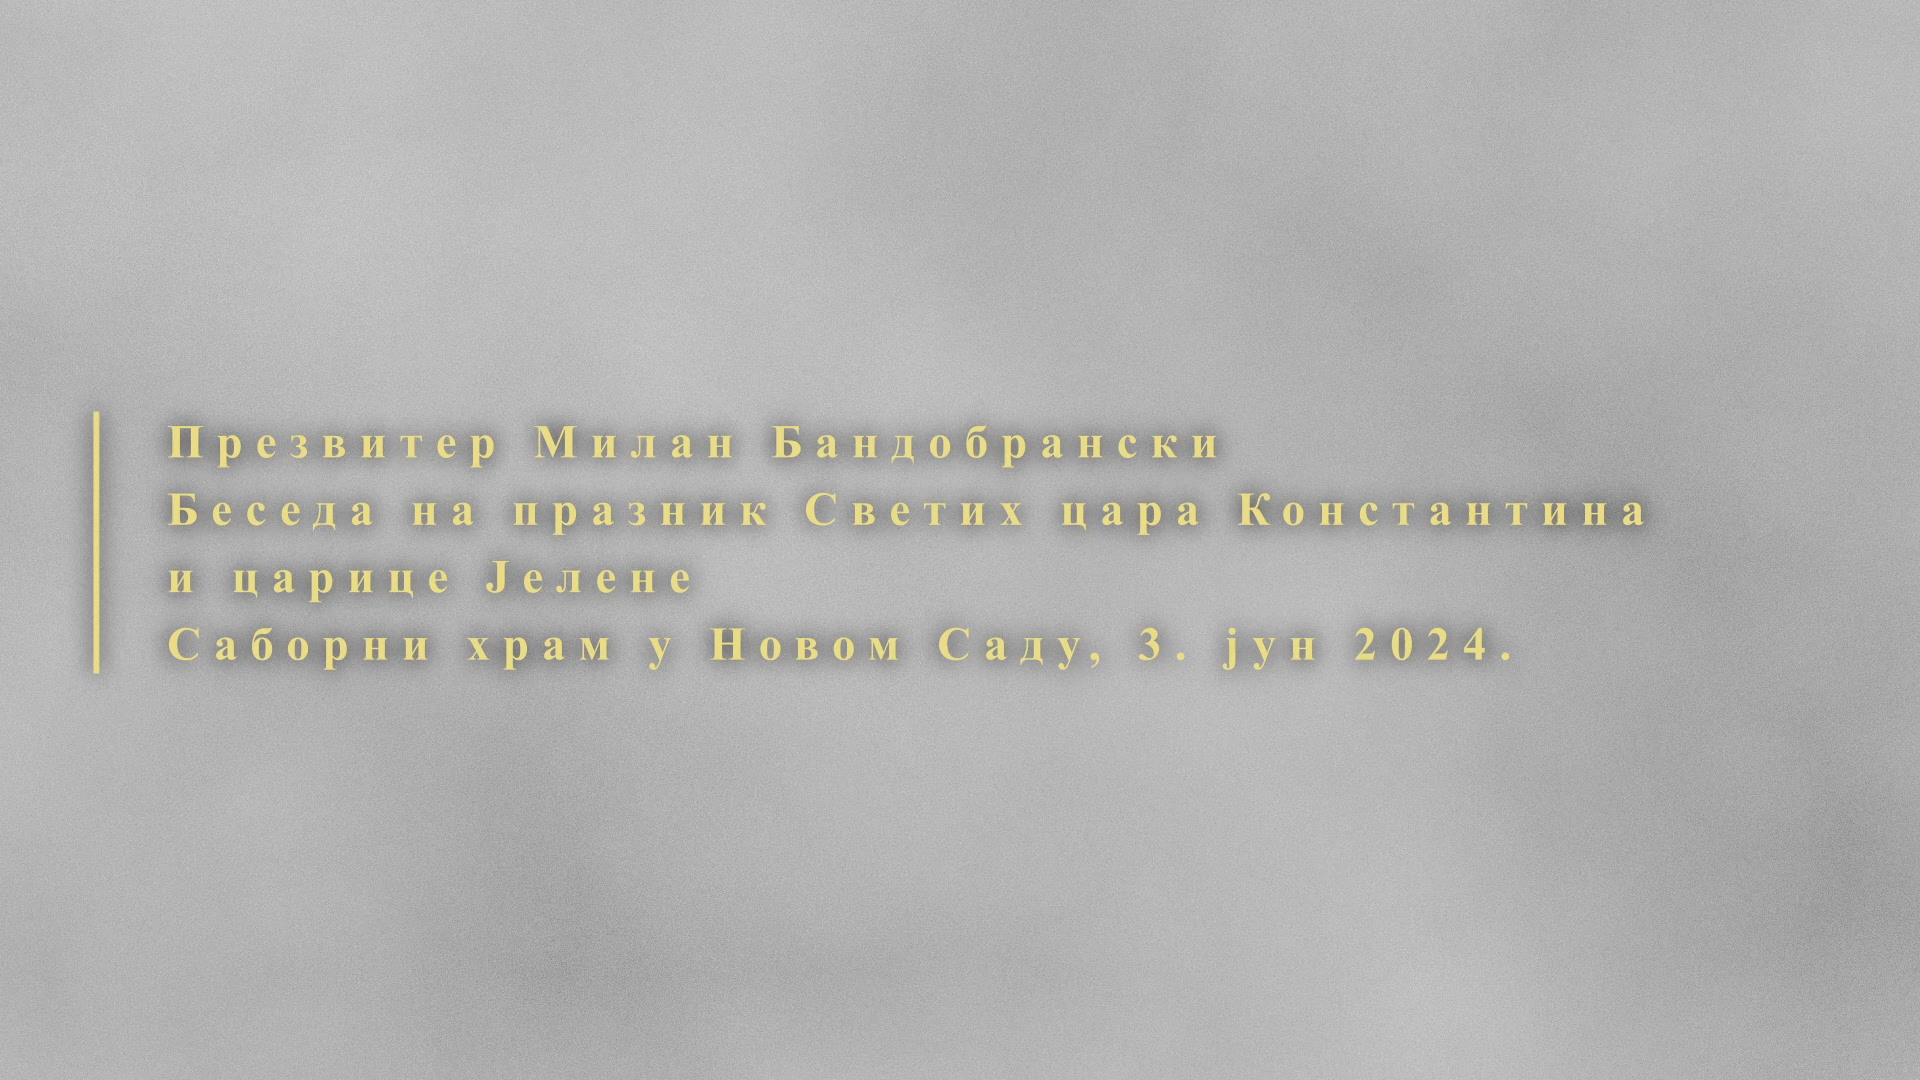 Презвитер Милан Бандобрански
Беседа на празник Светих цара Константина
и царице Јелене
Саборни храм у Новом Саду, 3. јун 2024.